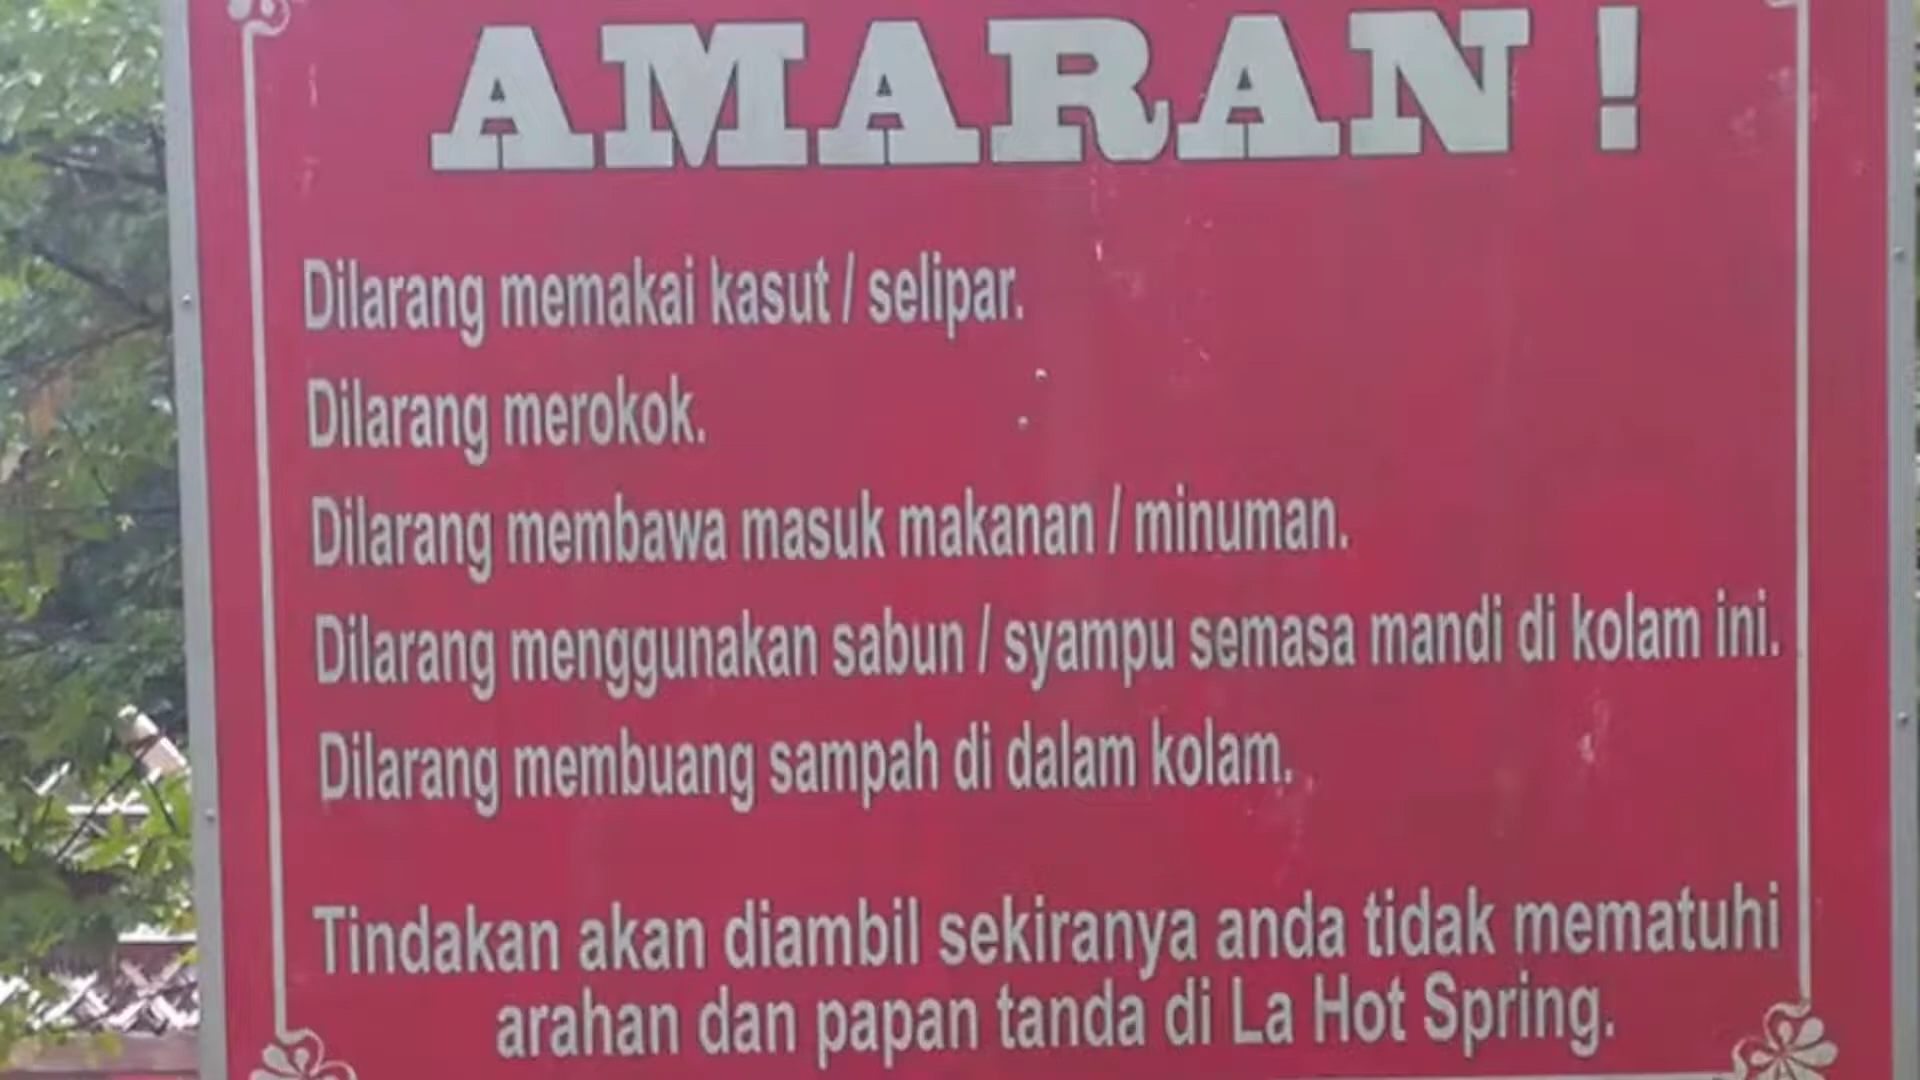 AMARAN !
Dilarang memakai kasut / selipar.
Dilarang merokok.
Dilarang membawa masuk makanan / minuman.
Dilarang menggunakan sabun / syampu semasa mandi di kolam ini.
Dilarang membuang sampah di dalam kolam.
Tindakan akan diambil sekiranya anda tidak mematuhi
arahan dan papan tanda di La Hot Spring.